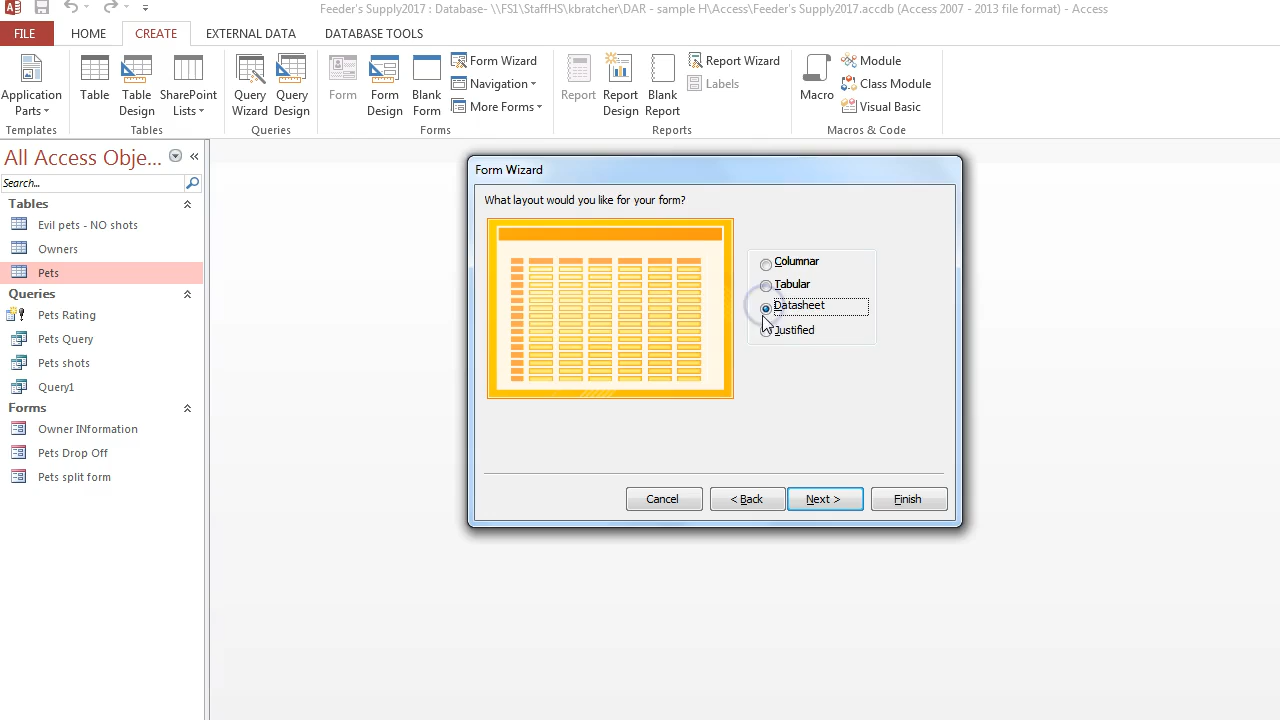 Feeder's Supply2017 : Database- \\FS1\StaffHS\kbratcher\DAR - sample H\Access\Feeder's Supply2017.accdb (Access 2007 - 2013 file format) - Access
FILE HOME CREATE EXTERNAL DATA DATABASE TOOLS
Application Parts
Table
Table Design
SharePoint Lists
Query Wizard
Query Design
Form
Form Design
Blank Form
Form Wizard
Navigation
More Forms
Report
Report Design
Blank Report
Report Wizard
Labels
Macro
Module
Class Module
Visual Basic
Templates Tables Queries Forms Reports Macros & Code
All Access Obje...
Search...
Tables
Evil pets - NO shots
Owners
Pets
Queries
Pets Rating
Pets Query
Pets shots
Query1
Forms
Owner INformation
Pets Drop Off
Pets split form
Form Wizard
What layout would you like for your form?
Columnar
Tabular
Datasheet
Justified
Cancel < Back Next > Finish